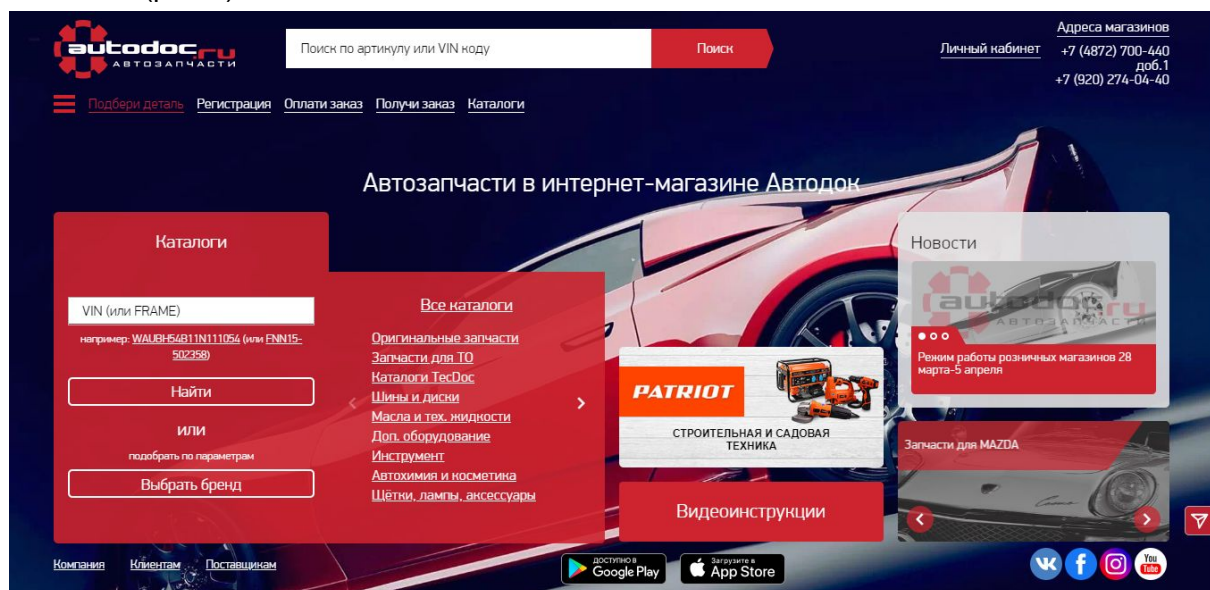 autodoc.ru
АВТОЗАПЧАСТИ
Поиск по артикулу или VIN коду
Поиск
Личный кабинет
Адреса магазинов
+7 (4872) 700-440
доб.1
+7 (920) 274-04-40
Подбери деталь Регистрация Оплати заказ Получи заказ Каталоги
Автозапчасти в интернет-магазине Автодок
Каталоги
VIN (или FRAME)
например: WAUBH54B11N111054 (или FNN15-
502358)
Найти
или
подобрать по параметрам
Выбрать бренд
Все каталоги
Оригинальные запчасти
Запчасти для ТО
Каталоги TecDoc
Шины и диски
Масла и тех. жидкости
Доп. оборудование
Инструмент
Автохимия и косметика
Щётки, лампы, аксессуары
PATRIOT
СТРОИТЕЛЬНАЯ И САДОВАЯ
ТЕХНИКА
Видеоинструкции
Новости
autodoc.ru
АВТОЗАПЧАСТИ
Режим работы розничных магазинов 28
марта-5 апреля
Запчасти для MAZDA
Компания Клиентам Поставщикам
ДОСТУПНО В
Google Play
Загрузите в
App Store
You
Tube